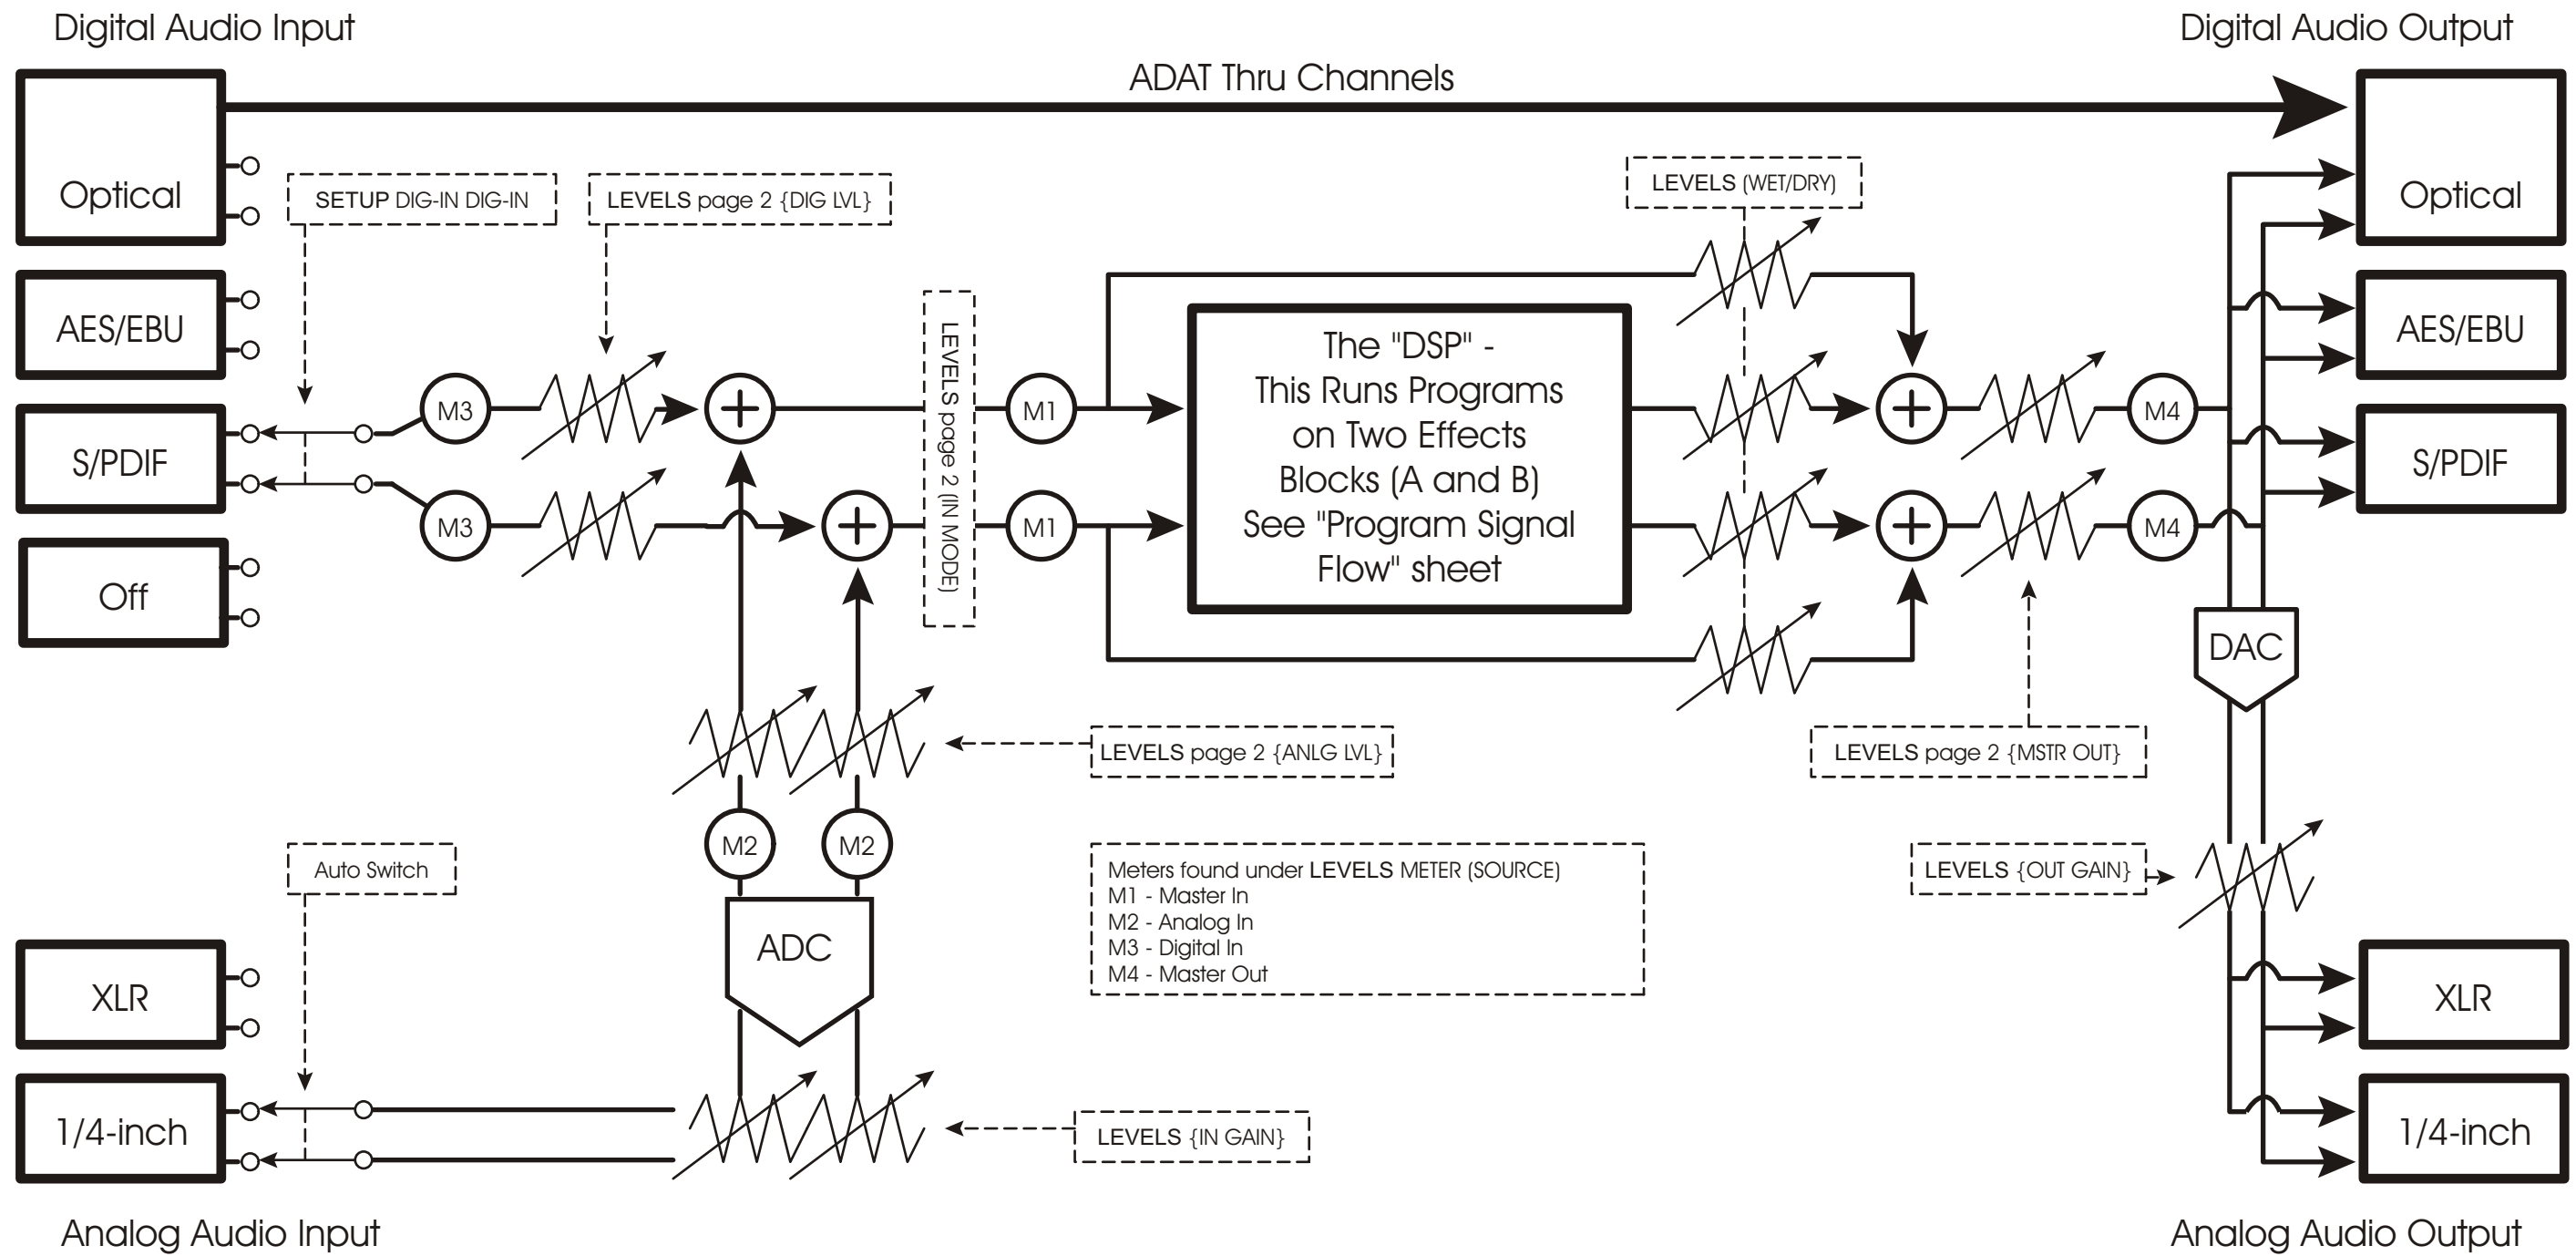 Digital Audio Input
Digital Audio Output
ADAT Thru Channels
Optical
SETUP DIG-IN DIG-IN
LEVELS page 2 {DIG LVL}
LEVELS (WET/DRY)
Optical
AES/EBU
AES/EBU
LEVELS page 2 (IN MODE)
The "DSP" -
This Runs Programs
on Two Effects
Blocks (A and B)
See "Program Signal
Flow" sheet
M3
M1
M4
S/PDIF
S/PDIF
M3
M1
M4
Off
DAC
LEVELS page 2 {ANLG LVL}
LEVELS page 2 {MSTR OUT}
M2
M2
Auto Switch
Meters found under LEVELS METER (SOURCE)
M1 - Master In
M2 - Analog In
M3 - Digital In
M4 - Master Out
LEVELS {OUT GAIN}
ADC
XLR
XLR
1/4-inch
LEVELS {IN GAIN}
1/4-inch
Analog Audio Input
Analog Audio Output